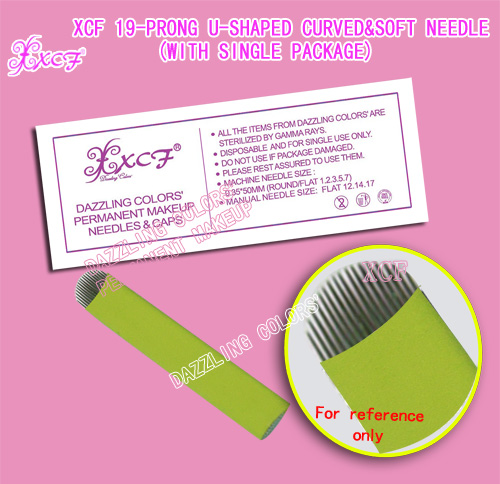 XCF 19-PRONG U-SHAPED CURVED&SOFT NEEDLE
(WITH SINGLE PACKAGE)
XCF
XCF
Dazzling Colors'
DAZZLING COLORS'
PERMANENT MAKEUP
NEEDLES & CAPS
• ALL THE ITEMS FROM DAZZLING COLORS' ARE
STERILIZED BY GAMMA RAYS.
• DISPOSABLE AND FOR SINGLE USE ONLY.
• DO NOT USE IF PACKAGE DAMAGED.
• PLEASE REST ASSURED TO USE THEM.
• MACHINE NEEDLE SIZE:
0.35*50MM (ROUND/FLAT 1.2.3.5.7)
• MANUAL NEEDLE SIZE: FLAT 12.14.17
DAZZLING COLORS'
PERMANENT MAKEUP
DAZZLING COLORS'
XCF
For reference
only